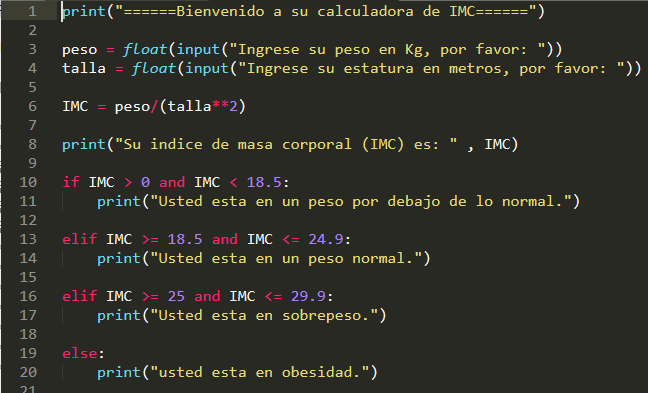 1 print("======Bienvenido a su calculadora de IMC======")
2
3 peso = float(input("Ingrese su peso en Kg, por favor: "))
4 talla = float(input("Ingrese su estatura en metros, por favor: "))
5
6 IMC = peso/(talla**2)
7
8 print("Su indice de masa corporal (IMC) es: " , IMC)
9
10 if IMC > 0 and IMC < 18.5:
11     print("Usted esta en un peso por debajo de lo normal.")
12
13 elif IMC >= 18.5 and IMC <= 24.9:
14     print("Usted esta en un peso normal.")
15
16 elif IMC >= 25 and IMC <= 29.9:
17     print("Usted esta en sobrepeso.")
18
19 else:
20     print("usted esta en obesidad.")
21